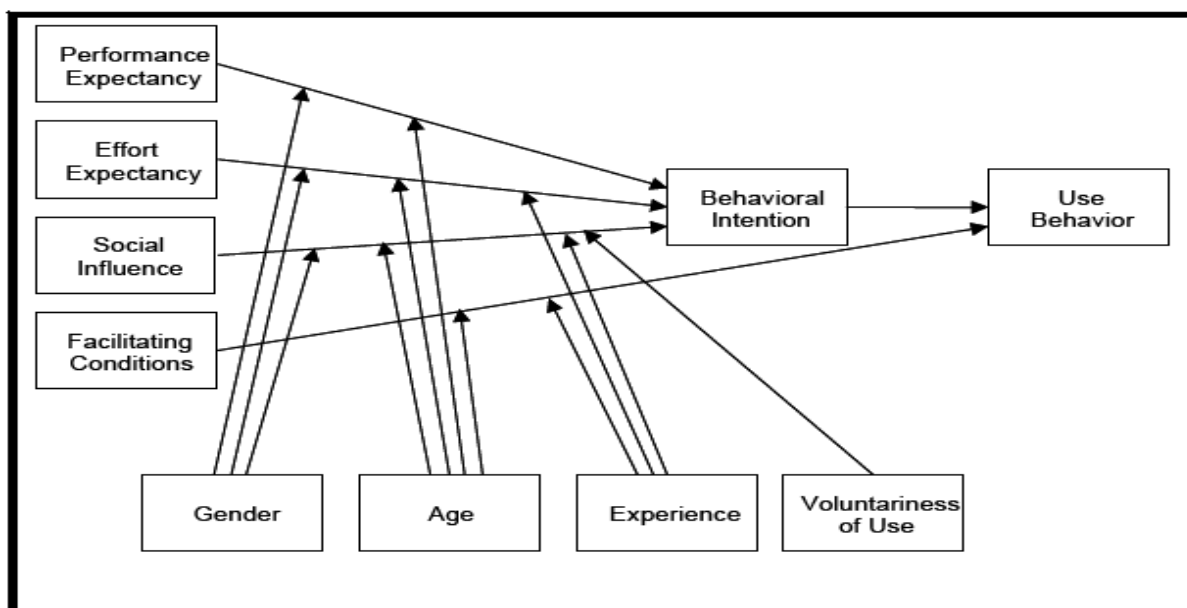 Performance
Expectancy
Effort
Expectancy
Social
Influence
Facilitating
Conditions
Behavioral
Intention
Use
Behavior
Gender
Age
Experience
Voluntariness
of Use